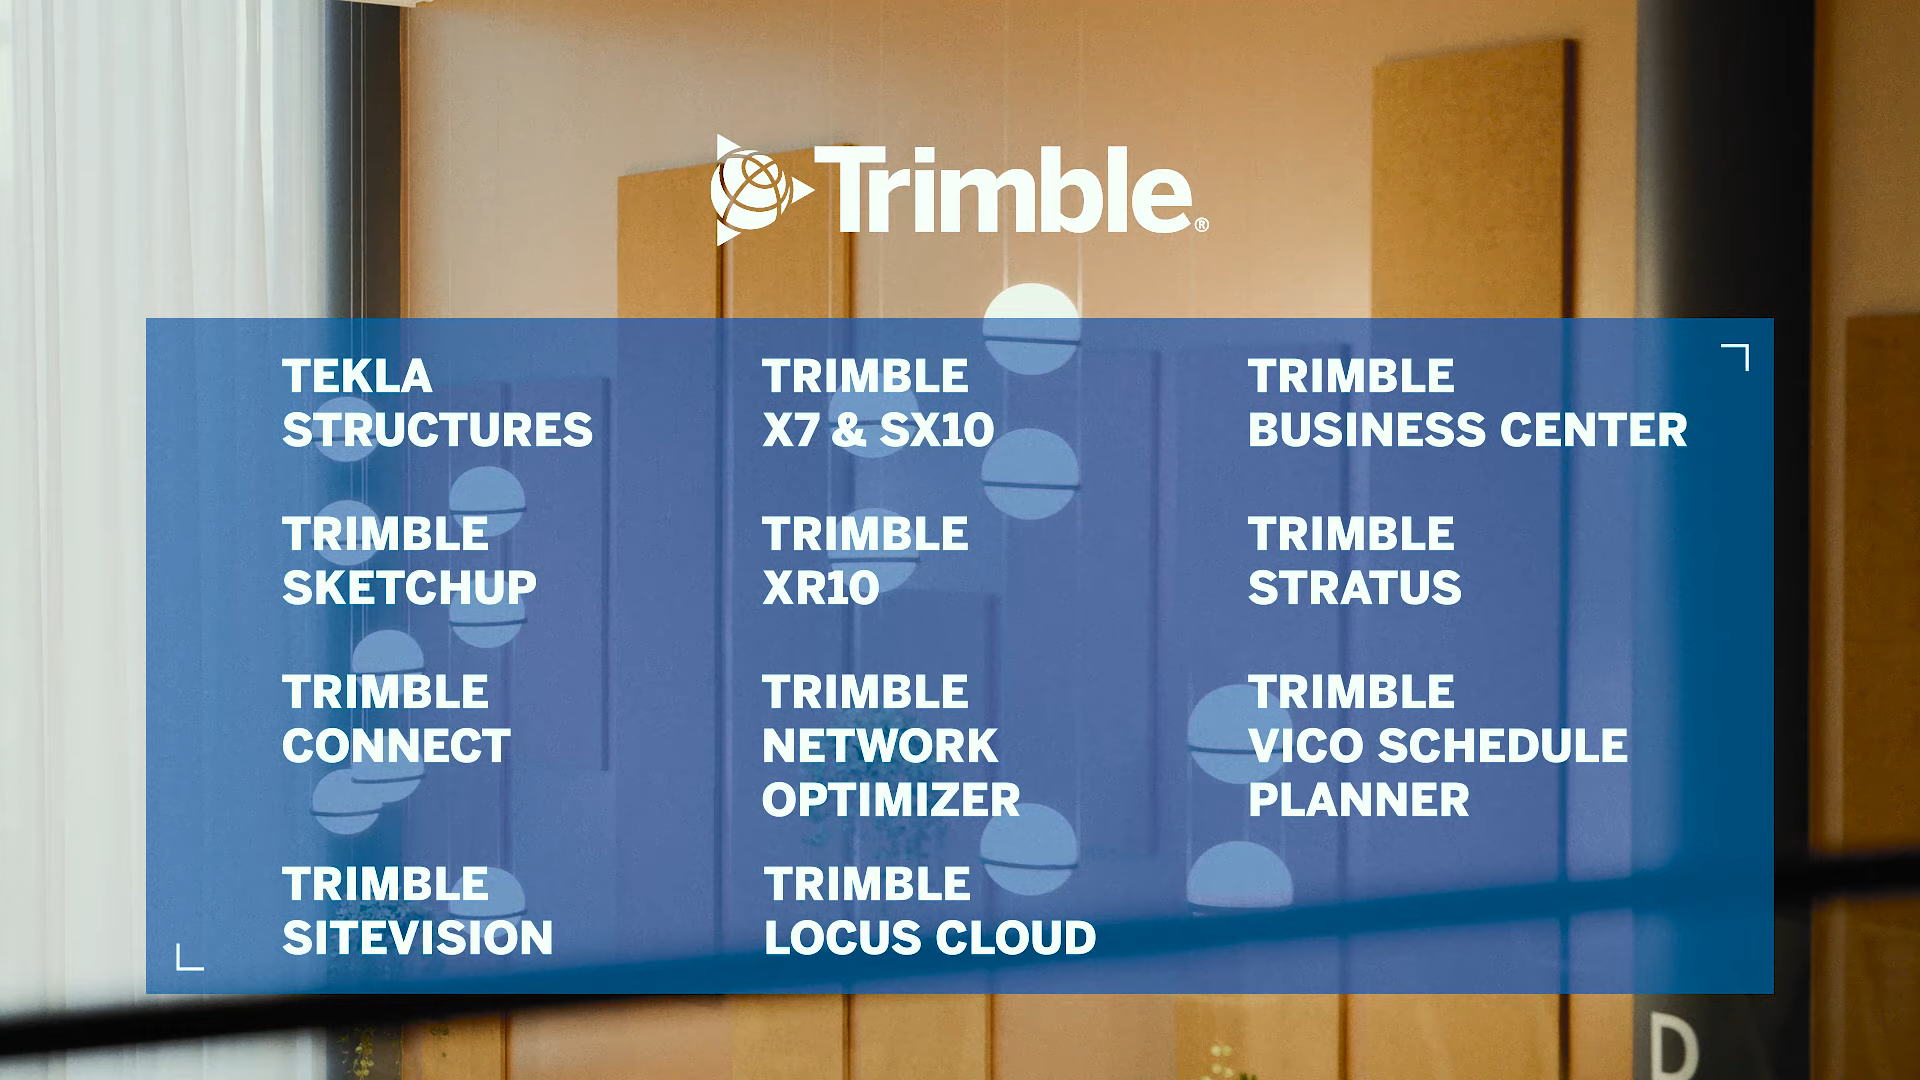 Trimble®
TEKLA
STRUCTURES
TRIMBLE
SKETCHUP
TRIMBLE
CONNECT
TRIMBLE
SITEVISION
TRIMBLE
X7 & SX10
TRIMBLE
XR10
TRIMBLE
NETWORK
OPTIMIZER
TRIMBLE
LOCUS CLOUD
TRIMBLE
BUSINESS CENTER
TRIMBLE
STRATUS
TRIMBLE
VICO SCHEDULE
PLANNER
D